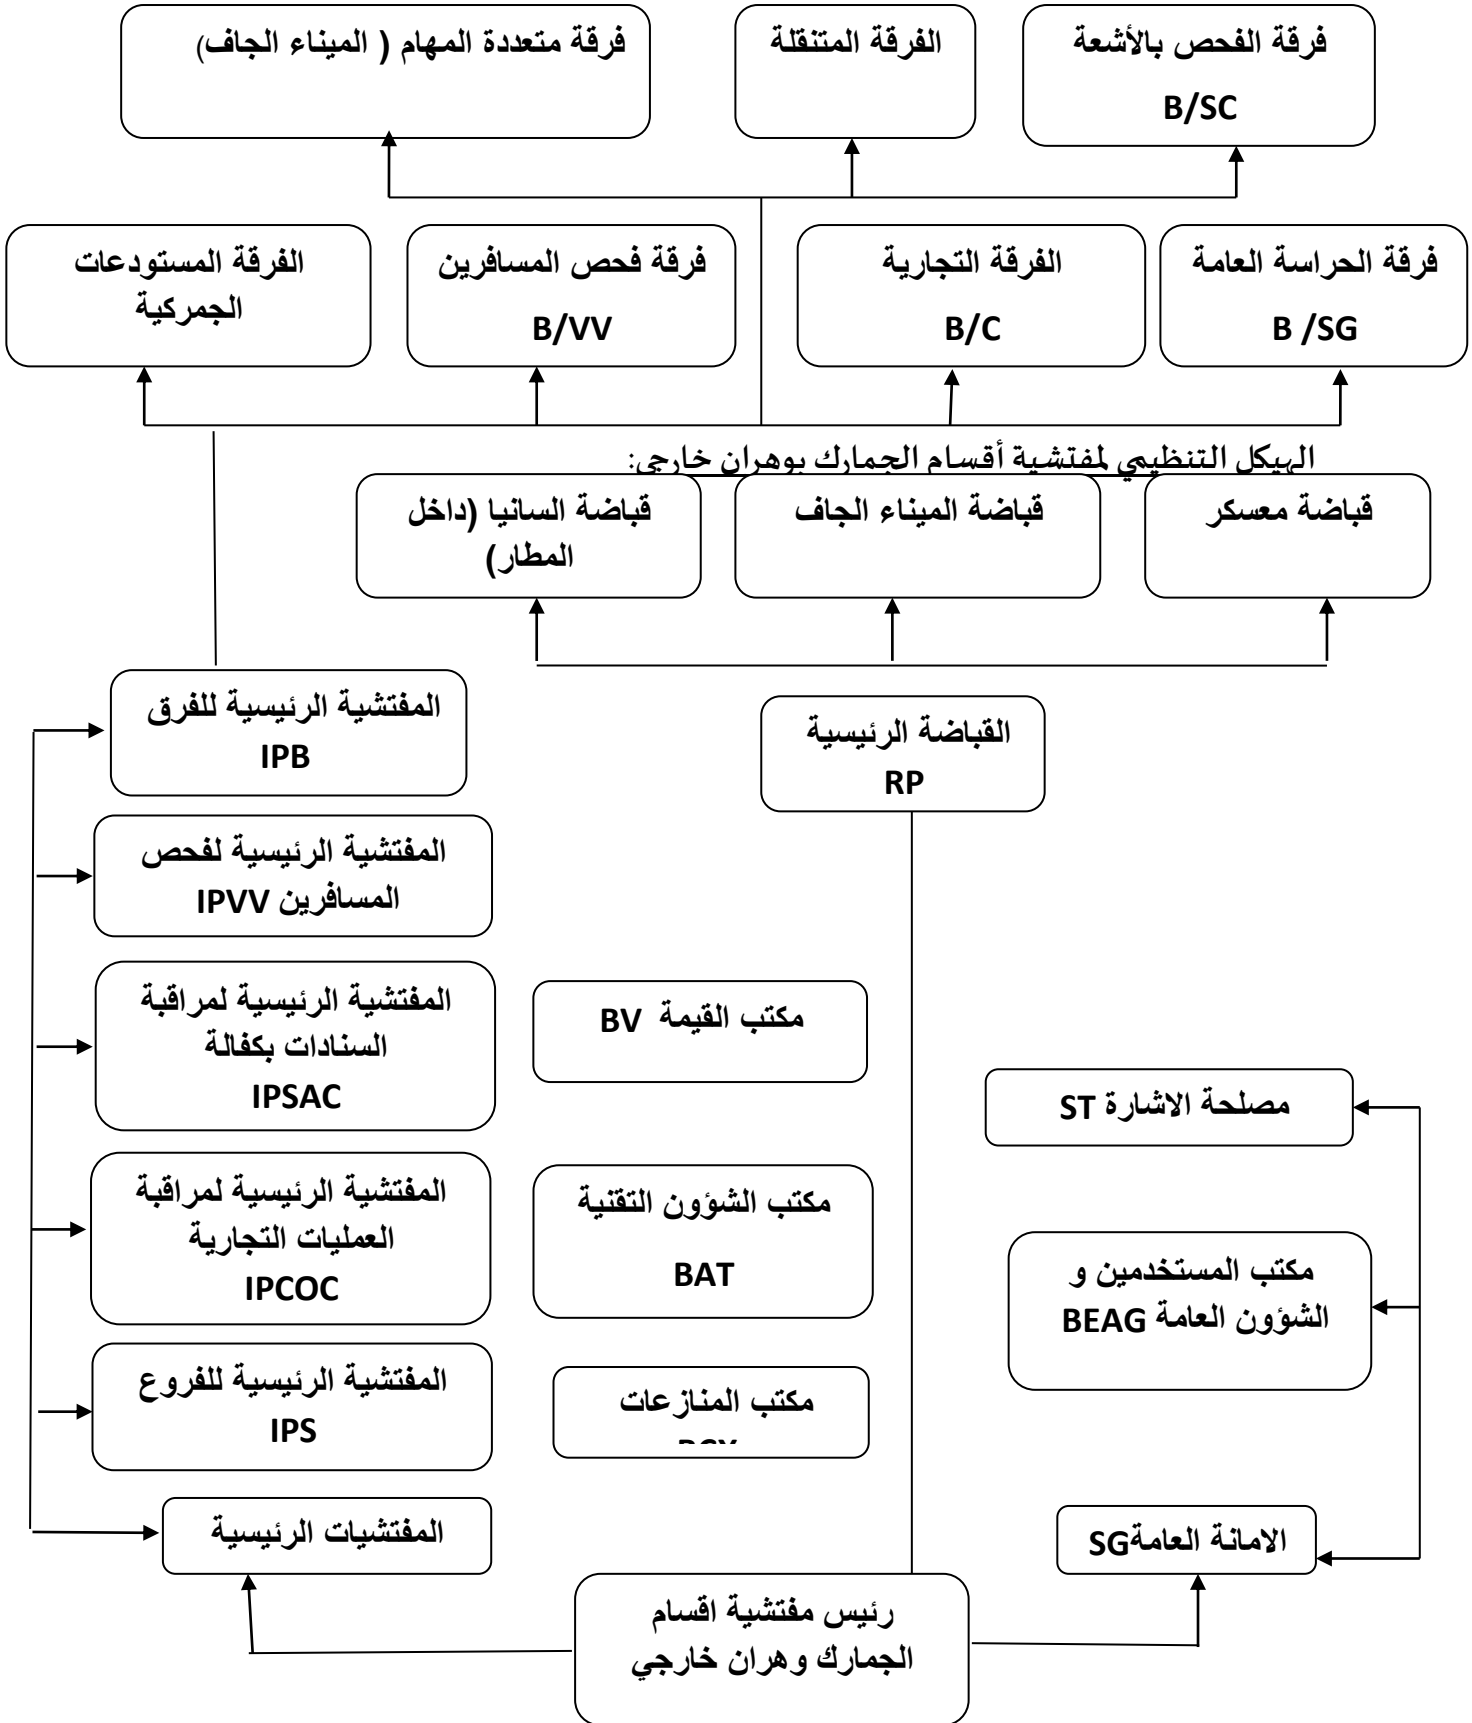 فرقة الفحص بالأشعة
B/SC
الفرقة المتنقلة
فرقة متعددة المهام ( الميناء الجاف)
فرقة الحراسة العامة
B /SG
الفرقة التجارية
B/C
فرقة فحص المسافرين
B/VV
الفرقة المستودعات
الجمركية
الهيكل التنظيمي لمفتشية أقسام الجمارك بوهران خارجي:
قباضة معسكر
قباضة الميناء الجاف
قباضة السانيا (داخل
المطار)
القباضة الرئيسية
RP
المفتشية الرئيسية للفرق
IPB
المفتشية الرئيسية لفحص
المسافرين IPVV
المفتشية الرئيسية لمراقبة
السنادات بكفالة
IPSAC
المفتشية الرئيسية لمراقبة
العمليات التجارية
IPCOC
المفتشية الرئيسية للفروع
IPS
المفتشيات الرئيسية
مكتب القيمة BV
مكتب الشؤون التقنية
BAT
مكتب المنازعات
مصلحة الاشارة ST
مكتب المستخدمين و
الشؤون العامة BEAG
الامانة العامةSG
رئيس مفتشية اقسام
الجمارك وهران خارجي